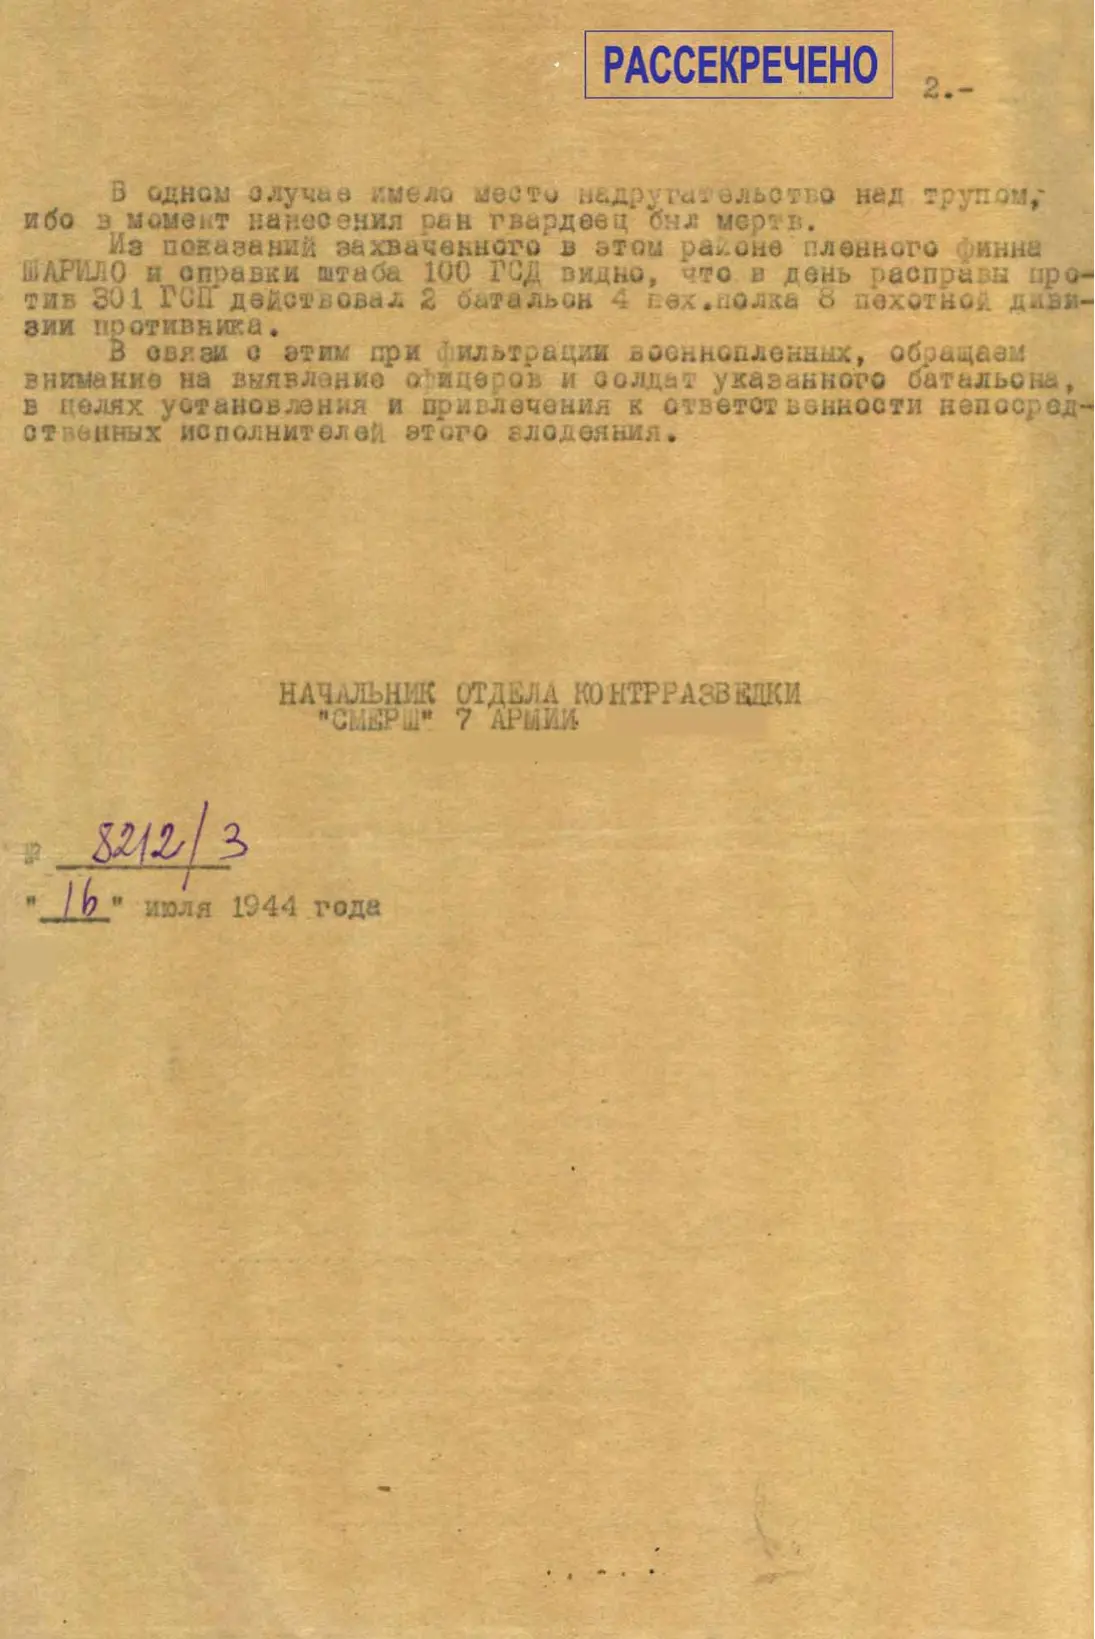 РАССЕКРЕЧЕНО
2.-
В одном случае имело место надругательство над трупом,-
ибо в момент нанесения ран гвардеец был мертв.
Из показаний захваченного в этом районе пленного финна
ШАРИЛО и справки штаба 100 ГСД видно, что в день расправы про-
тив 301 ГСП действовал 2 батальон 4 пех.полка 8 пехотной диви-
зии противника.
В связи с этим при фильтрации военнопленных, обращаем
внимание на выявление офицеров и солдат указанного батальона,
в целях установления и привлечения к ответственности непосред-
ственных исполнителей этого злодеяния.
НАЧАЛЬНИК ОТДЕЛА КОНТРРАЗВЕДКИ
"СМЕРШ" 7 АРМИИ
№ 8212/3
"16" июля 1944 года